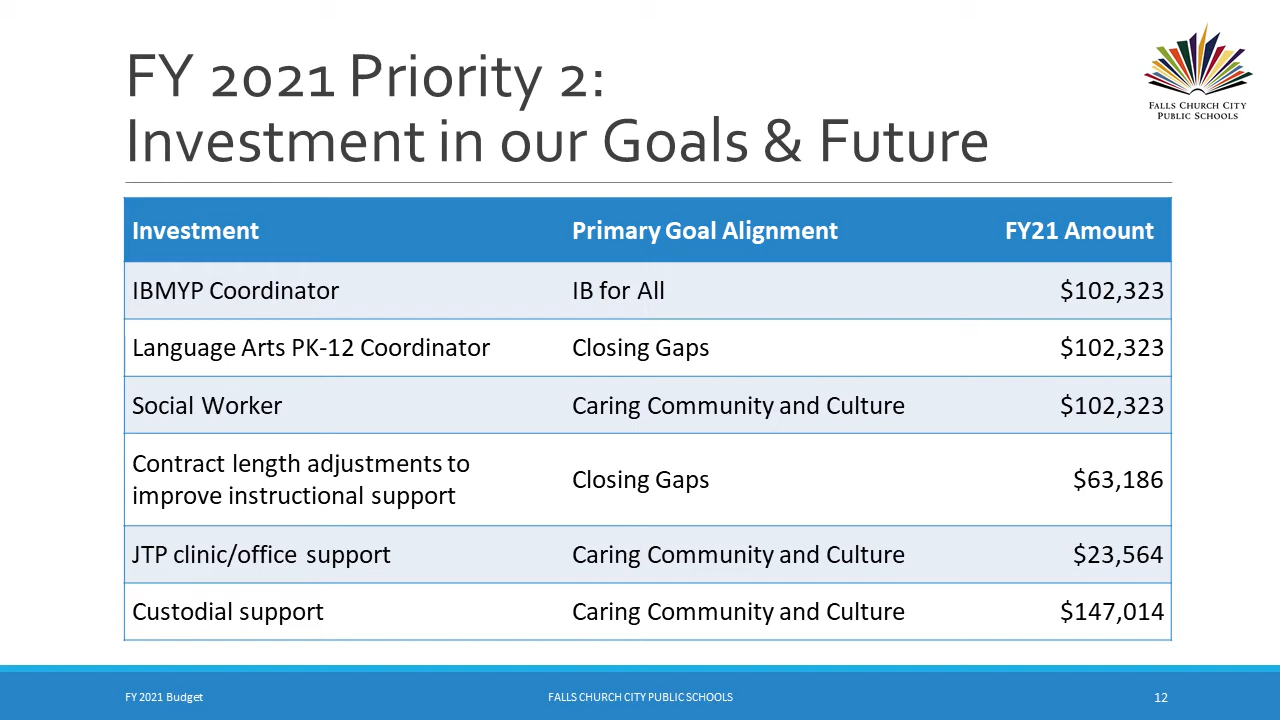 FY 2021 Priority 2:
Investment in our Goals & Future
FALLS CHURCH CITY
PUBLIC SCHOOLS
Investment Primary Goal Alignment FY21 Amount
IBMYP Coordinator IB for All $102,323
Language Arts PK-12 Coordinator Closing Gaps $102,323
Social Worker Caring Community and Culture $102,323
Contract length adjustments to
improve instructional support Closing Gaps $63,186
JTP clinic/office support Caring Community and Culture $23,564
Custodial support Caring Community and Culture $147,014
FY 2021 Budget FALLS CHURCH CITY PUBLIC SCHOOLS 12